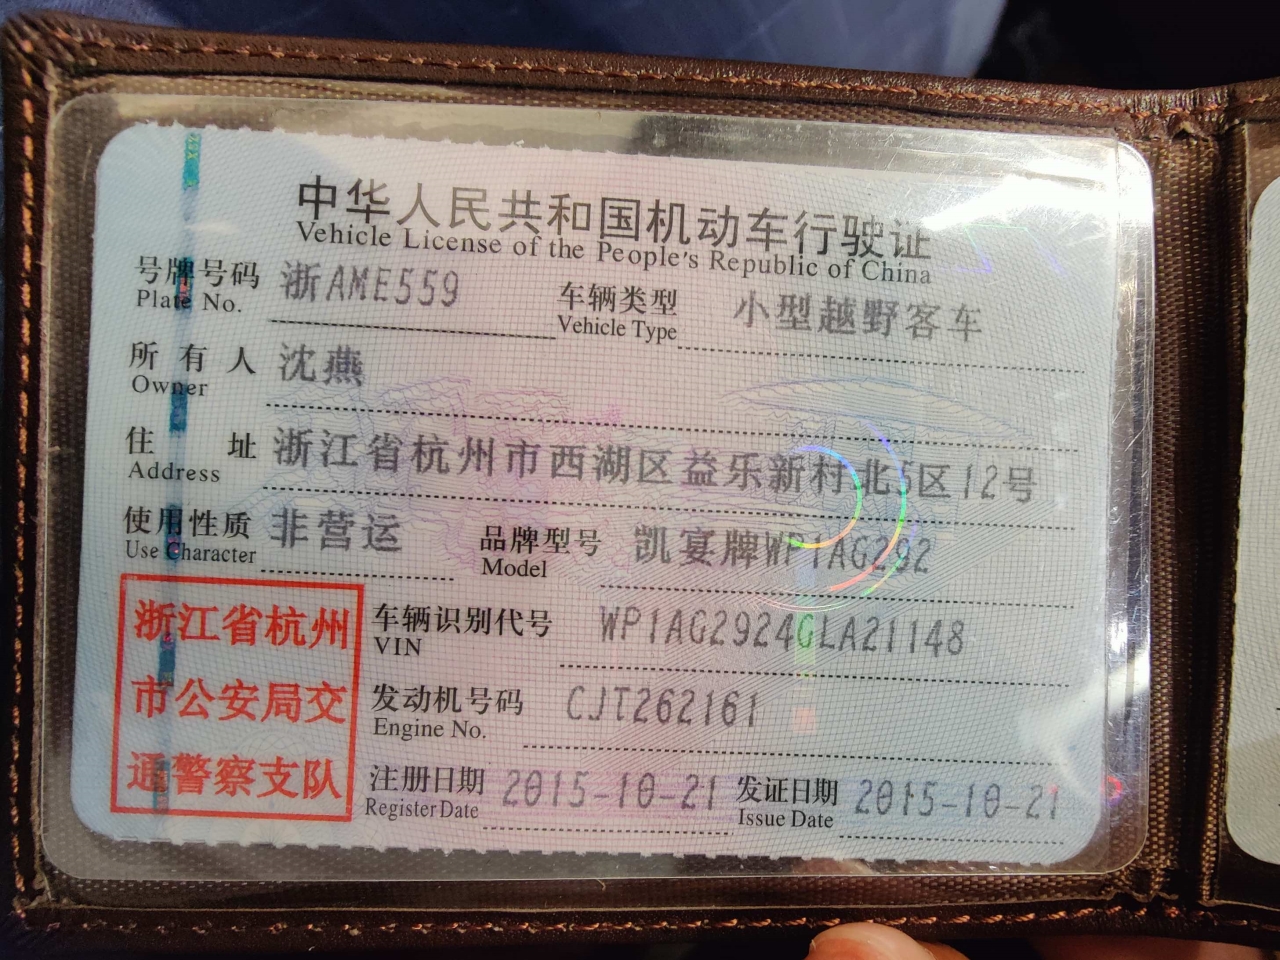 中华人民共和国机动车行驶证
Vehicle License of the People's Republic of China
号牌号码 浙AME559 车辆类型 小型越野客车
Plate No. Vehicle Type
所有人 沈燕
Owner
住址 浙江省杭州市西湖区益乐新村北5区12号
Address
使用性质 非营运 品牌型号 凯宴牌WP1AG292
Use Character Model
浙江省杭州
市公安局交
通警察支队
车辆识别代号 WP1AG2924GLA21148
VIN
发动机号码 CJT262161
Engine No.
注册日期 2015-10-21 发证日期 2015-10-21
Register Date Issue Date